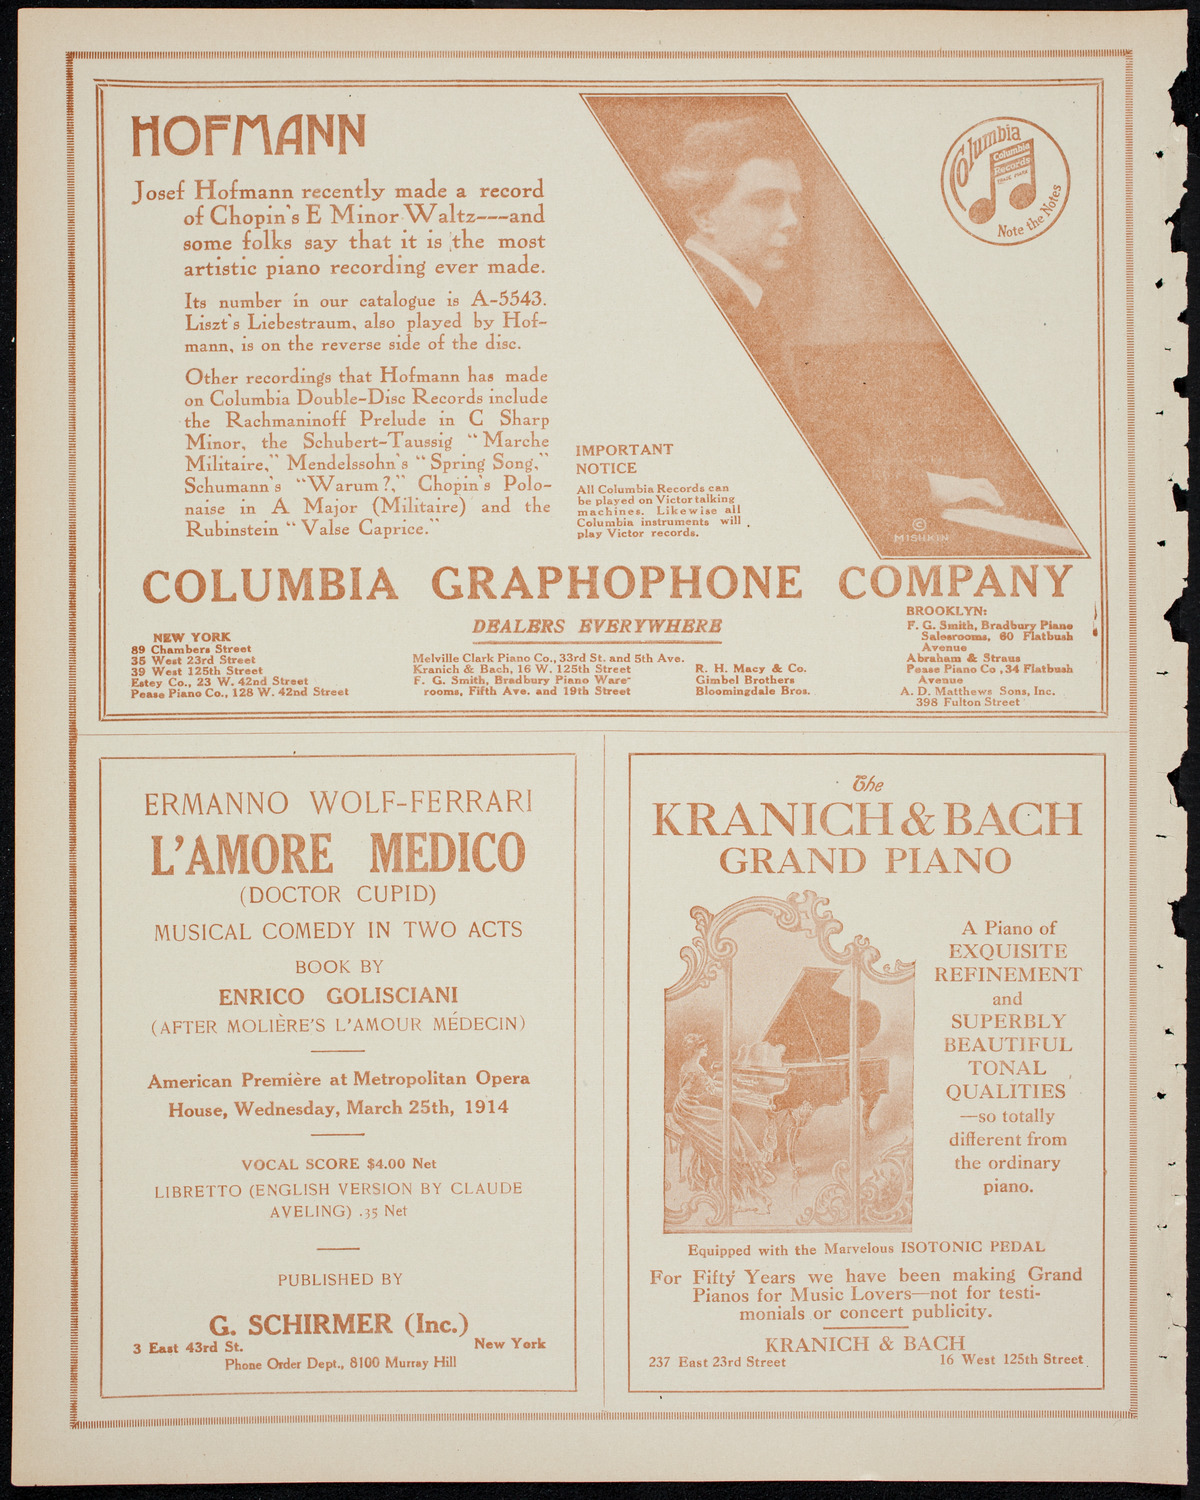 HOFMANN
Josef Hofmann recently made a record
of Chopin's E Minor Waltz---and
some folks say that it is the most
artistic piano recording ever made.
Its number in our catalogue is A-5543.
Liszt's Liebestraum, also played by Hof-
mann, is on the reverse side of the disc.
Other recordings that Hofmann has made
on Columbia Double-Disc Records include
the Rachmaninoff Prelude in C Sharp
Minor, the Schubert-Taussig "Marche
Militaire," Mendelssohn's "Spring Song,"
Schumann's "Warum?," Chopin's Polo-
naise in A Major (Militaire) and the
Rubinstein "Valse Caprice."
IMPORTANT
NOTICE
All Columbia Records can
be played on Victor talking
machines. Likewise all
Columbia instruments will
play Victor records.
Columbia
Columbia
Records
TRADE MARK
Note the Notes
©
MISHKIN
COLUMBIA GRAPHOPHONE COMPANY
DEALERS EVERYWHERE
NEW YORK
89 Chambers Street
35 West 23rd Street
39 West 125th Street
Estey Co., 23 W. 42nd Street
Pease Piano Co., 128 W. 42nd Street
Melville Clark Piano Co., 33rd St. and 5th Ave.
Kranich & Bach, 16 W. 125th Street
F. G. Smith, Bradbury Piano Ware-
rooms, Fifth Ave. and 19th Street
R. H. Macy & Co.
Gimbel Brothers
Bloomingdale Bros.
BROOKLYN:
F. G. Smith, Bradbury Piano
Salesrooms, 60 Flatbush
Avenue
Abraham & Straus
Pease Piano Co., 34 Flatbush
Avenue
A. D. Matthews Sons, Inc.
398 Fulton Street
ERMANNO WOLF-FERRARI
L'AMORE MEDICO
(DOCTOR CUPID)
MUSICAL COMEDY IN TWO ACTS
BOOK BY
ENRICO GOLISCIANI
(AFTER MOLIÈRE'S L'AMOUR MÉDECIN)
American Première at Metropolitan Opera
House, Wednesday, March 25th, 1914
VOCAL SCORE $4.00 Net
LIBRETTO (ENGLISH VERSION BY CLAUDE
AVELING) .35 Net
PUBLISHED BY
G. SCHIRMER (Inc.)
3 East 43rd St. New York
Phone Order Dept., 8100 Murray Hill
The
KRANICH & BACH
GRAND PIANO
A Piano of
EXQUISITE
REFINEMENT
and
SUPERBLY
BEAUTIFUL
TONAL
QUALITIES
—so totally
different from
the ordinary
piano.
Equipped with the Marvelous ISOTONIC PEDAL
For Fifty Years we have been making Grand
Pianos for Music Lovers—not for testi-
monials or concert publicity.
KRANICH & BACH
237 East 23rd Street 16 West 125th Street